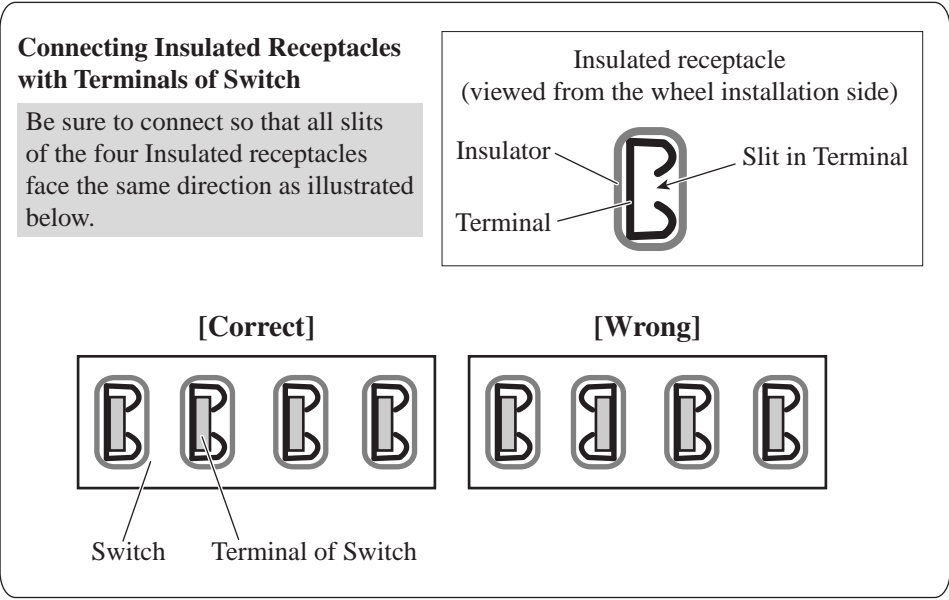 Connecting Insulated Receptacles
with Terminals of Switch
Be sure to connect so that all slits
of the four Insulated receptacles
face the same direction as illustrated
below.
Insulated receptacle
(viewed from the wheel installation side)
Insulator
Slit in Terminal
Terminal
[Correct]
[Wrong]
Switch
Terminal of Switch